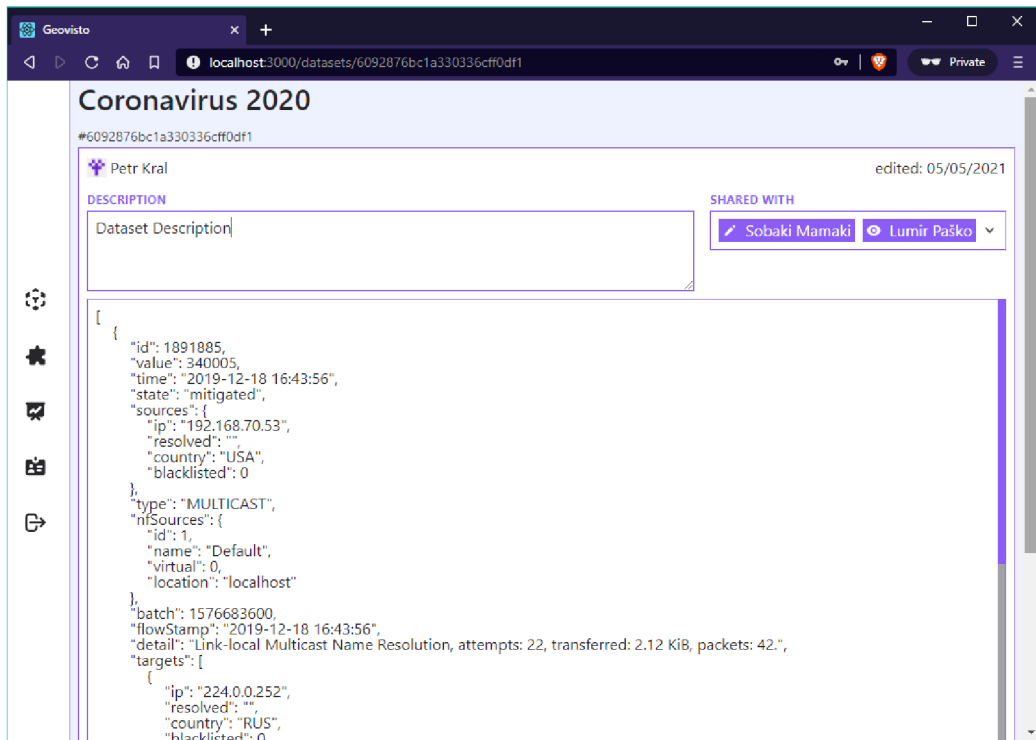 Geovisto
localhost:3000/datasets/6092876bc1a330336cff0df1
Private
Coronavirus 2020
#6092876bc1a330336cff0df1
Petr Kral
edited: 05/05/2021
DESCRIPTION
SHARED WITH
Dataset Description
Sobaki Mamaki
Lumir Paško
[
{
"id": 1891885,
"value": 340005,
"time": "2019-12-18 16:43:56",
"state": "mitigated",
"sources": {
"ip": "192.168.70.53",
"resolved": "",
"country": "USA",
"blacklisted": 0
},
"type": "MULTICAST",
"nfSources": {
"id": 1,
"name": "Default",
"virtual": 0,
"location": "localhost"
},
"batch": 1576683600,
"flowStamp": "2019-12-18 16:43:56",
"detail": "Link-local Multicast Name Resolution, attempts: 22, transferred: 2.12 KiB, packets: 42.",
"targets": [
{
"ip": "224.0.0.252",
"resolved": "",
"country": "RUS",
"blacklisted": 0